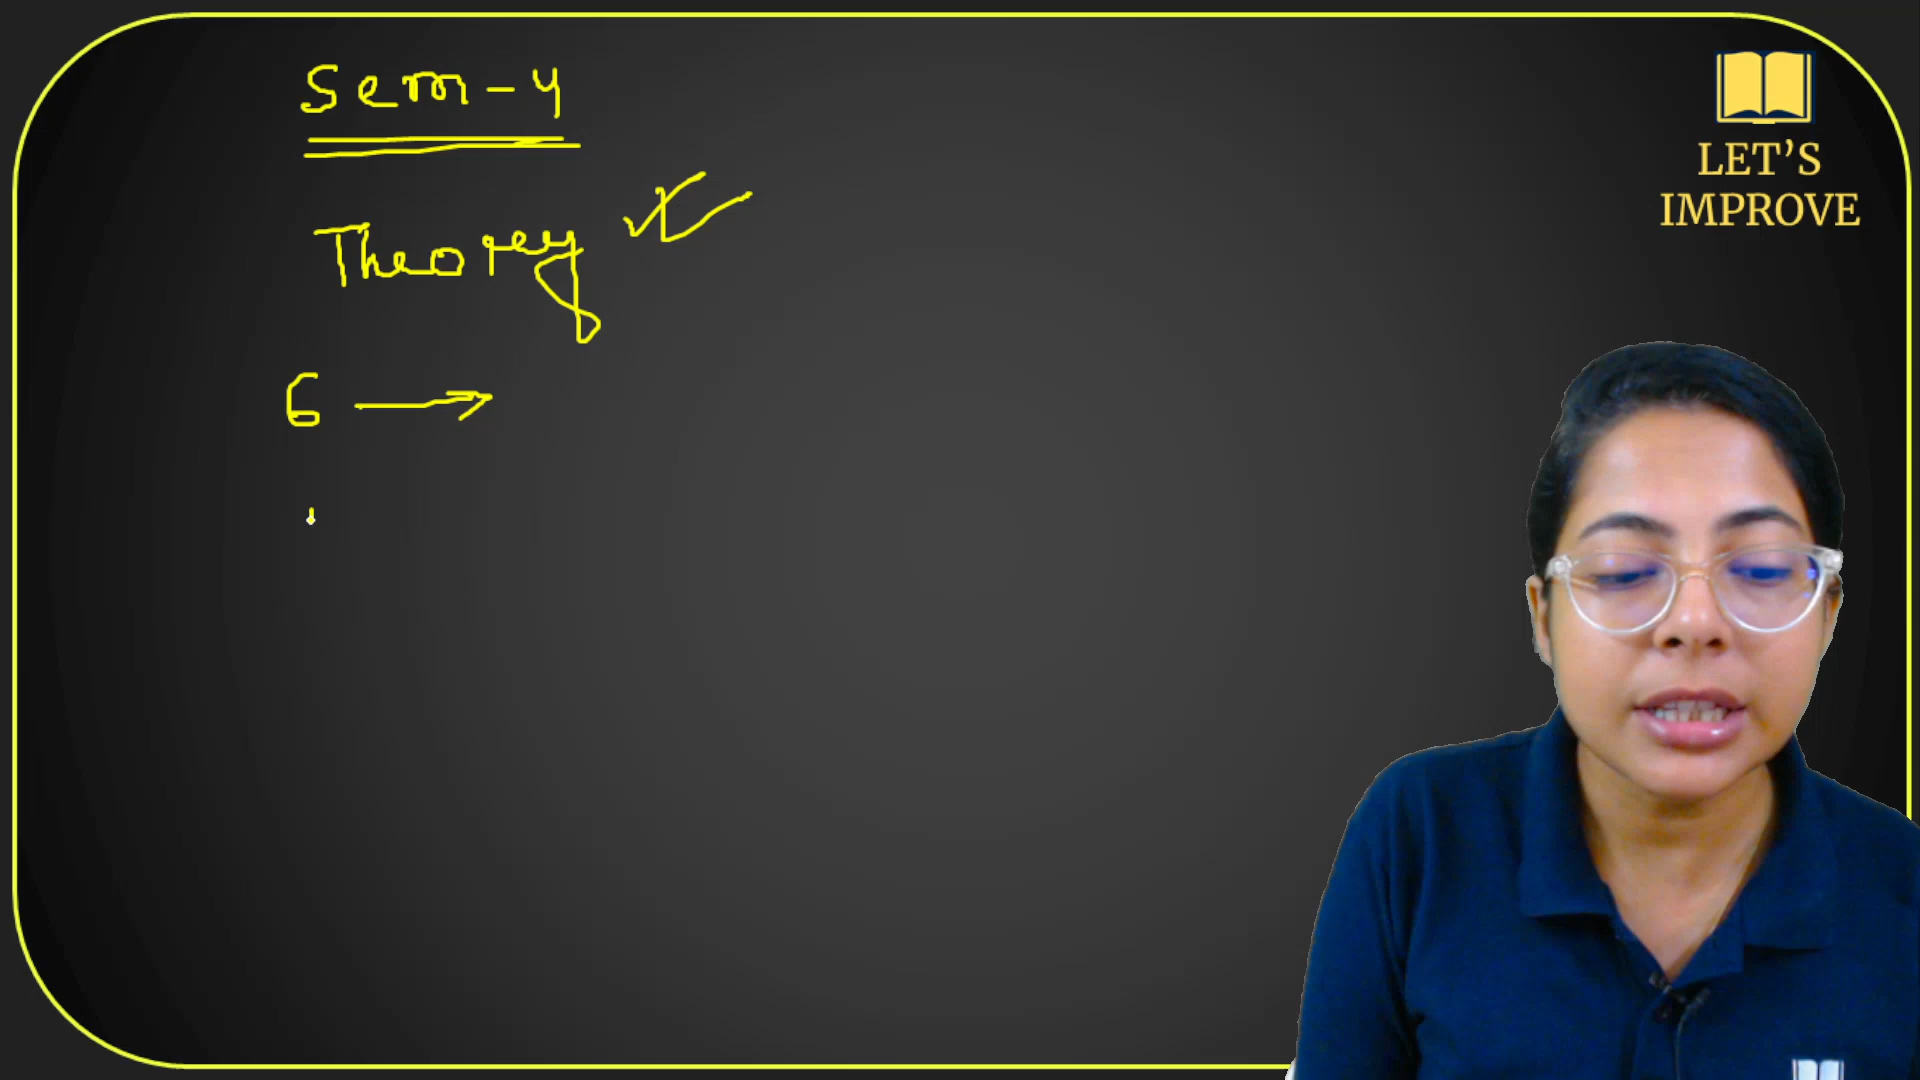 Sem-4
Theory
6 →
LET'S
IMPROVE